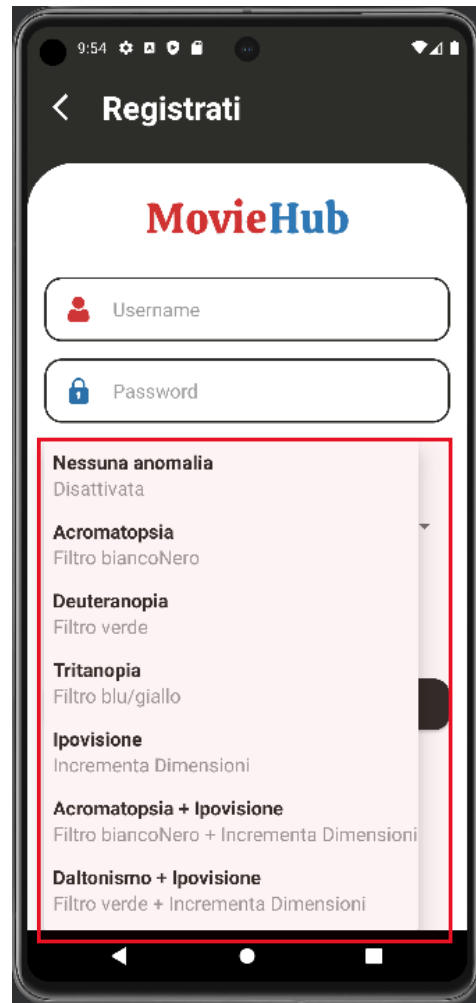 9:54
Registrati
MovieHub
Username
Password
Nessuna anomalia
Disattivata
Acromatopsia
Filtro biancoNero
Deuteranopia
Filtro verde
Tritanopia
Filtro blu/giallo
Ipovisione
Incrementa Dimensioni
Acromatopsia + Ipovisione
Filtro biancoNero + Incrementa Dimensioni
Daltonismo + Ipovisione
Filtro verde + Incrementa Dimensioni